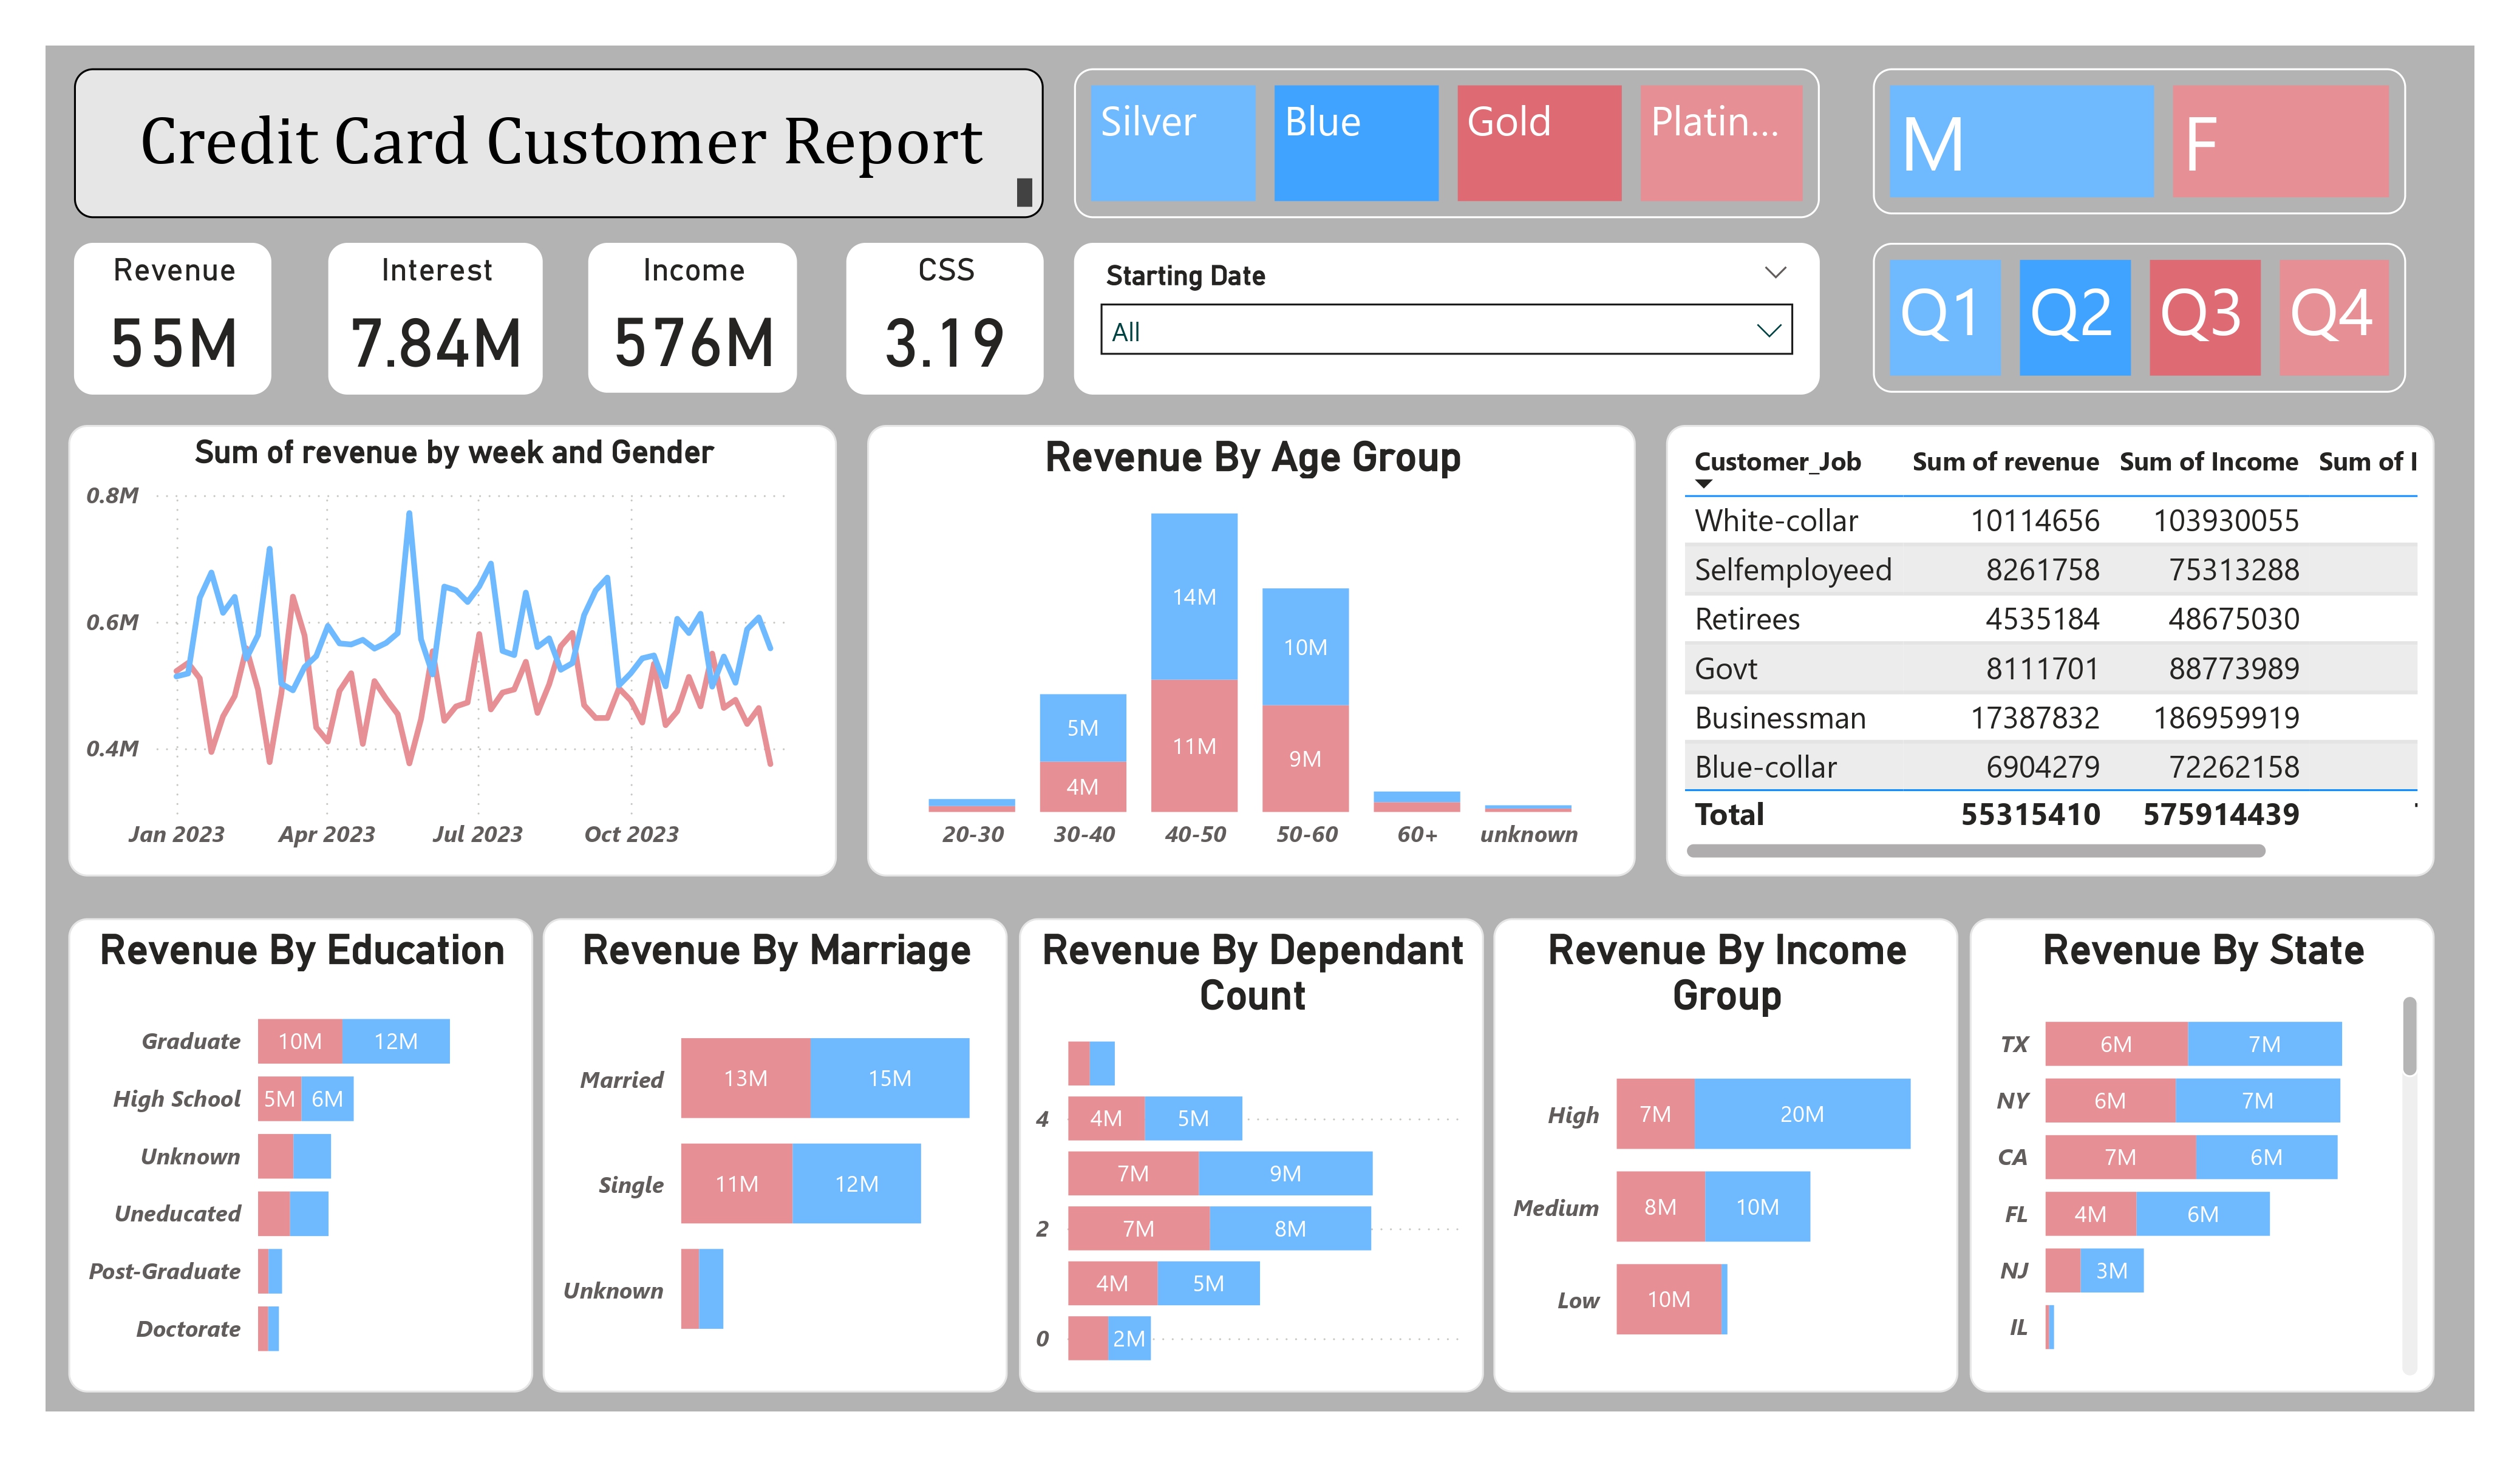 Credit Card Customer Report
Silver
Blue
Gold
Platin...
M
F
Revenue
55M
Interest
7.84M
Income
576M
CSS
3.19
Starting Date
All
Q1
Q2
Q3
Q4
Sum of revenue by week and Gender
0.8M
0.6M
0.4M
Jan 2023 Apr 2023 Jul 2023 Oct 2023
Revenue By Age Group
14M
10M
5M
11M
9M
4M
20-30 30-40 40-50 50-60 60+ unknown
Customer_Job Sum of revenue Sum of Income Sum of I
White-collar 10114656 103930055
Selfemployeed 8261758 75313288
Retirees 4535184 48675030
Govt 8111701 88773989
Businessman 17387832 186959919
Blue-collar 6904279 72262158
Total 55315410 575914439
Revenue By Education
Graduate 10M 12M
High School 5M 6M
Unknown
Uneducated
Post-Graduate
Doctorate
Revenue By Marriage
Married 13M 15M
Single 11M 12M
Unknown
Revenue By Dependant
Count
4 4M 5M
7M 9M
2 7M 8M
4M 5M
0 2M
Revenue By Income
Group
High 7M 20M
Medium 8M 10M
Low 10M
Revenue By State
TX 6M 7M
NY 6M 7M
CA 7M 6M
FL 4M 6M
NJ 3M
IL